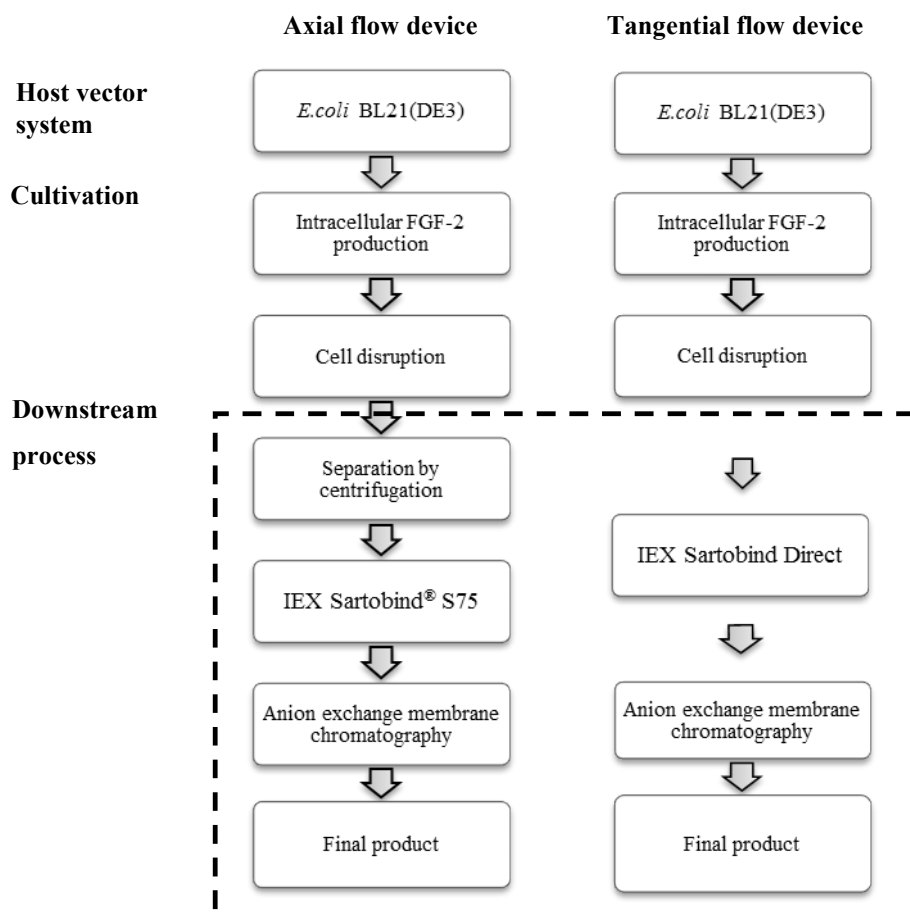 Axial flow device
Tangential flow device
Host vector
system
E.coli BL21(DE3)
E.coli BL21(DE3)
Cultivation
Intracellular FGF-2
production
Intracellular FGF-2
production
Cell disruption
Cell disruption
Downstream
process
Separation by
centrifugation
IEX Sartobind® S75
IEX Sartobind Direct
Anion exchange membrane
chromatography
Anion exchange membrane
chromatography
Final product
Final product